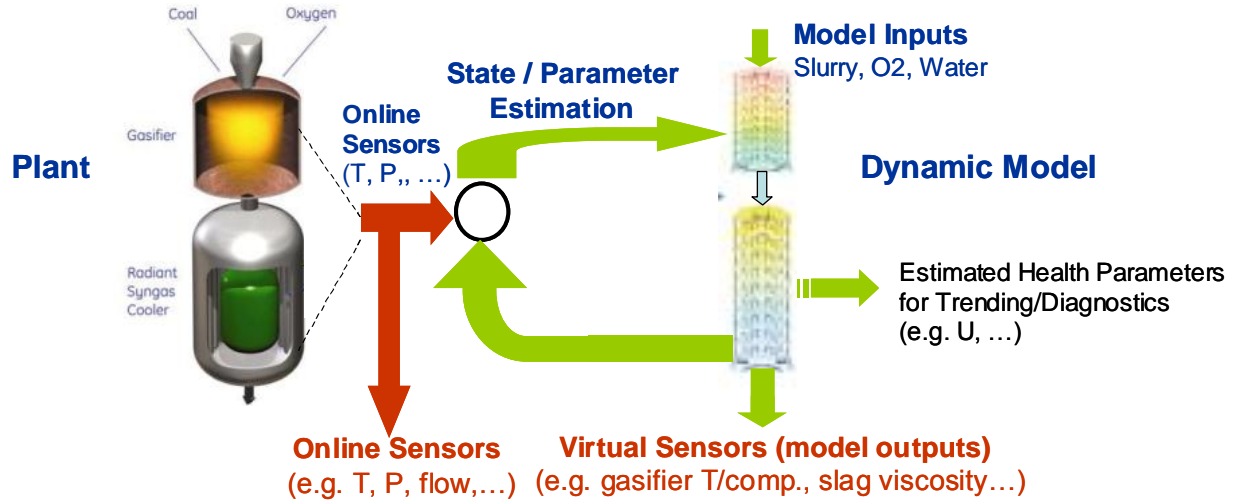 Coal
Oxygen
Gasifier
Radiant
Syngas
Cooler
Plant
Online
Sensors
(T, P,, …)
State / Parameter
Estimation
Model Inputs
Slurry, O2, Water
Dynamic Model
Estimated Health Parameters
for Trending/Diagnostics
(e.g. U, …)
Online Sensors
(e.g. T, P, flow,…)
Virtual Sensors (model outputs)
(e.g. gasifier T/comp., slag viscosity…)